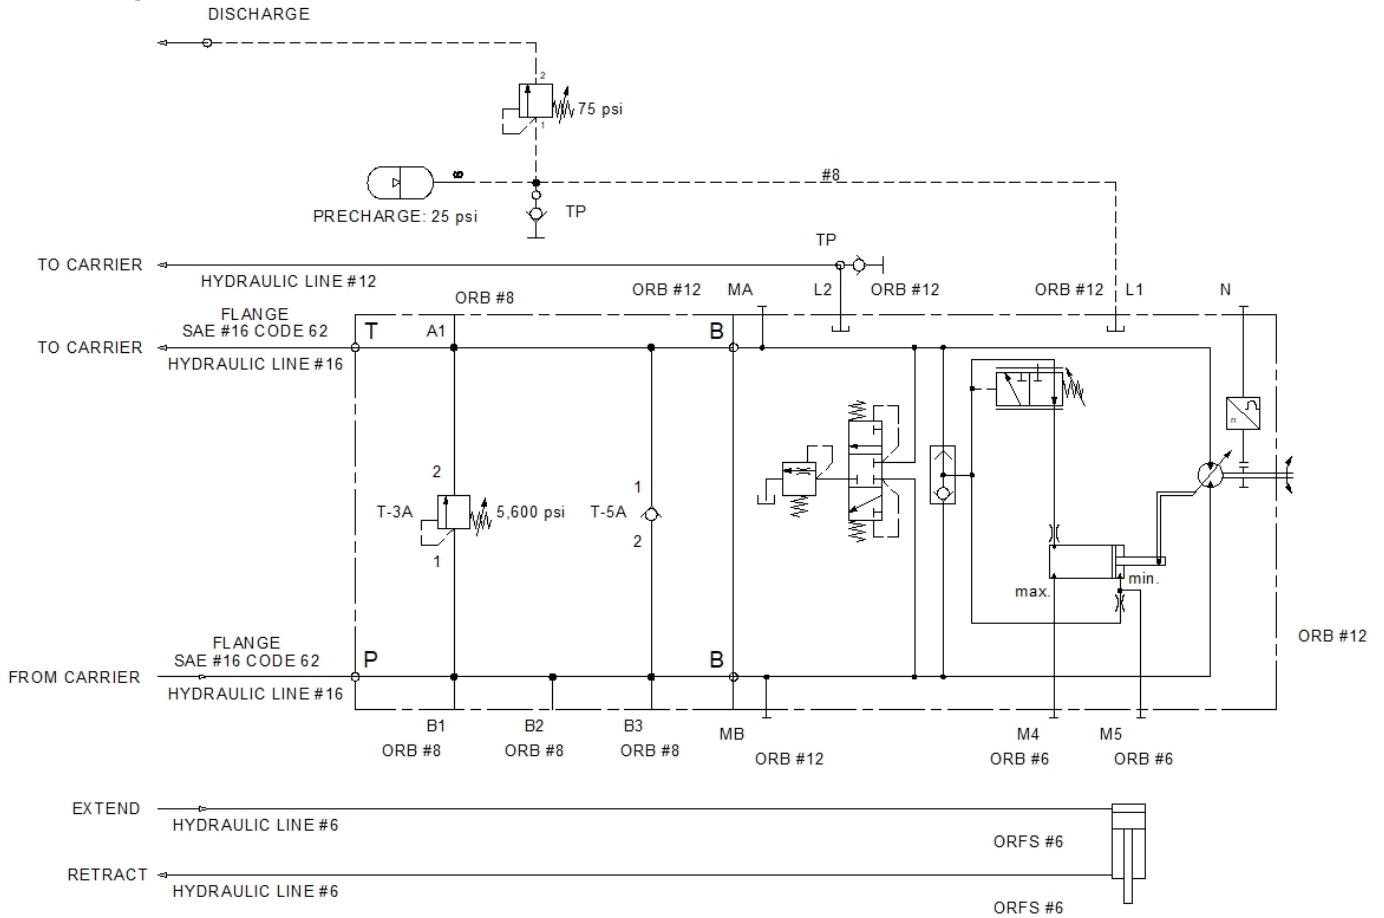 DISCHARGE
2
75 psi
1
#8
PRECHARGE: 25 psi
TP
TP
TO CARRIER
HYDRAULIC LINE #12
ORB #12
MA
L2
ORB #12
ORB #12
L1
N
ORB #8
FLANGE
SAE #16 CODE 62
T
A1
B
TO CARRIER
HYDRAULIC LINE #16
n
2
T-3A
5,600 psi
1
1
T-5A
2
max.
min.
ORB #12
FLANGE
SAE #16 CODE 62
P
B
FROM CARRIER
HYDRAULIC LINE #16
B1
ORB #8
B2
ORB #8
B3
ORB #8
MB
ORB #12
M4
ORB #6
M5
ORB #6
EXTEND
HYDRAULIC LINE #6
ORFS #6
RETRACT
HYDRAULIC LINE #6
ORFS #6